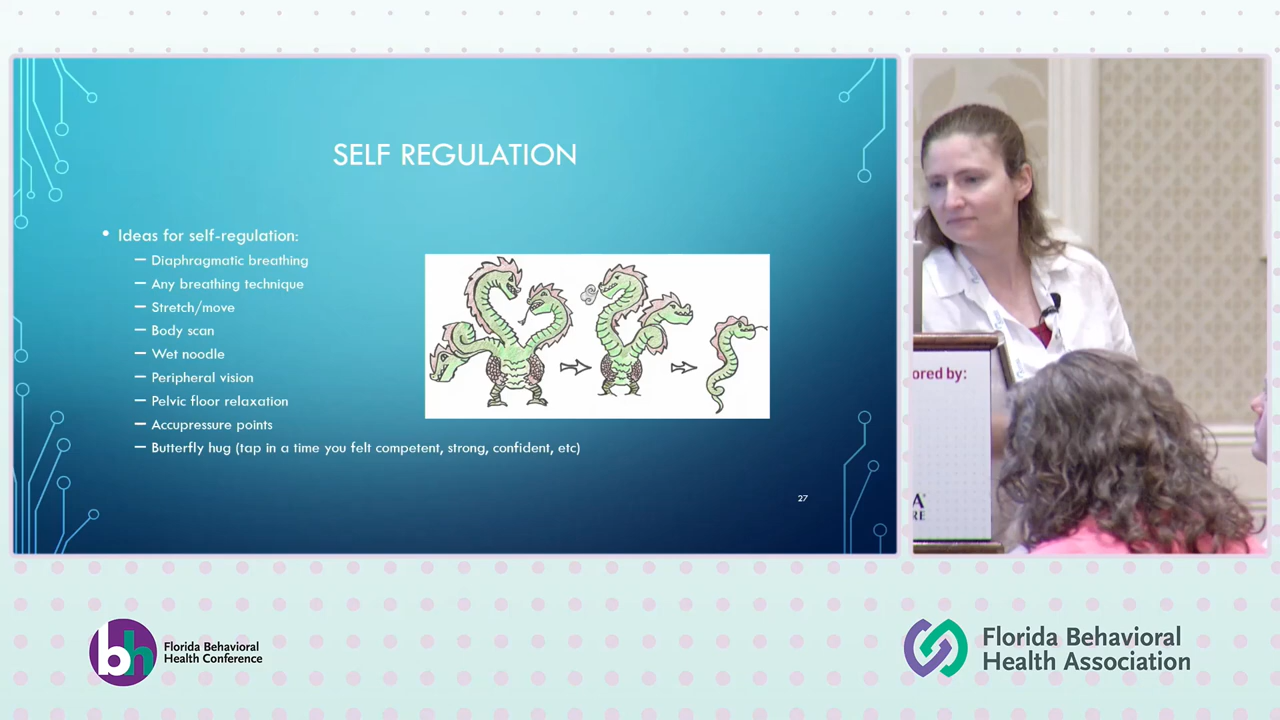 SELF REGULATION
• Ideas for self-regulation:
– Diaphragmatic breathing
– Any breathing technique
– Stretch/move
– Body scan
– Wet noodle
– Peripheral vision
– Pelvic floor relaxation
– Accupressure points
– Butterfly hug (tap in a time you felt competent, strong, confident, etc)
27
ored by:
A
RE
bh
Florida Behavioral
Health Conference
Florida Behavioral
Health Association